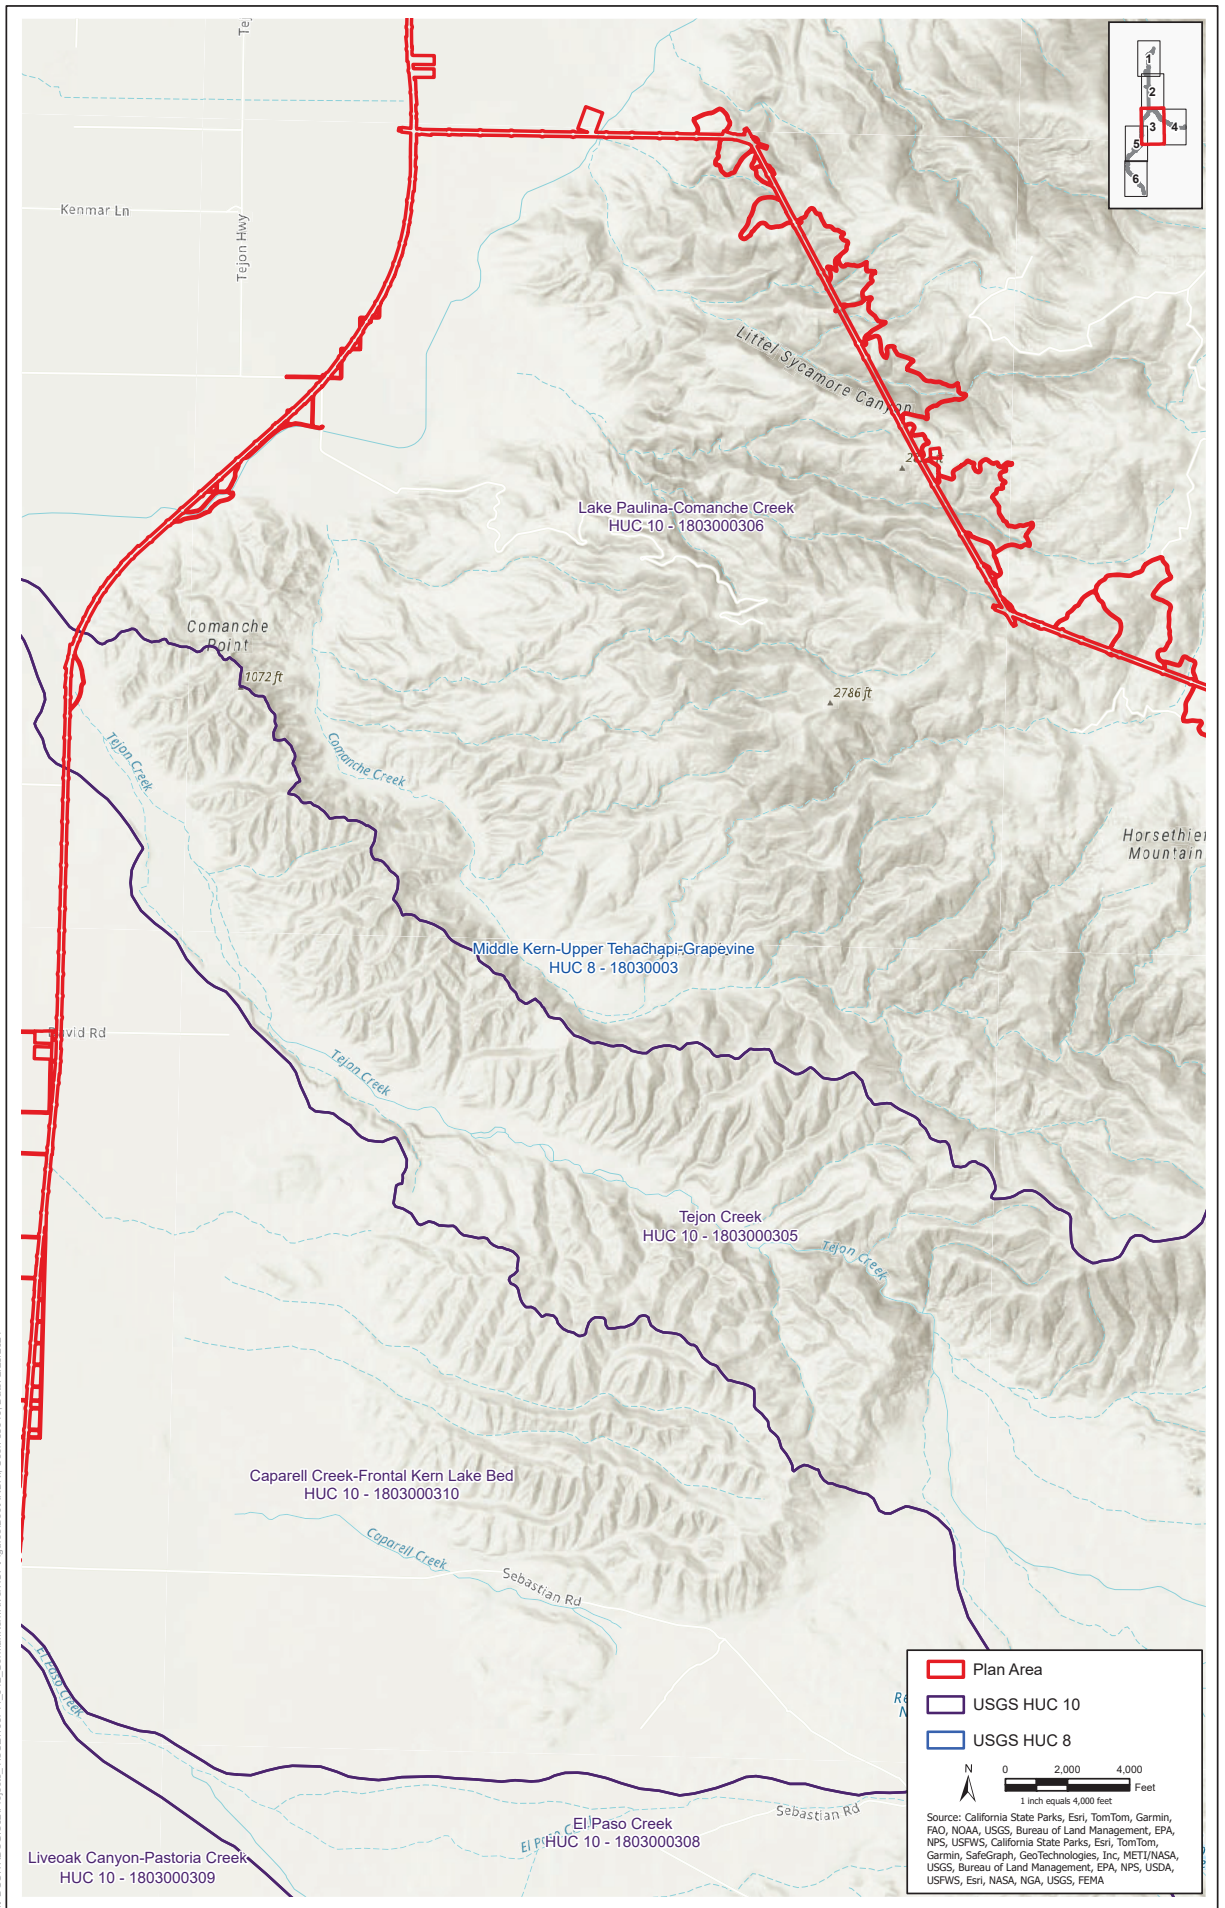 Tej
1
2
3
4
5
6
Kenmar Ln
Tejon Hwy
Littel Sycamore Canyon
Lake Paulina-Comanche Creek
HUC 10 - 1803000306
Comanche
Point
1072 ft
2786 ft
Tejon Creek
Comanche Creek
Horsethief
Mountain
Middle Kern-Upper Tehachapi-Grapevine
HUC 8 - 18030003
David Rd
Tejon Creek
Tejon Creek
HUC 10 - 1803000305
Tejon Creek
Caparell Creek-Frontal Kern Lake Bed
HUC 10 - 1803000310
Caparell Creek
Sebastian Rd
El Paso Creek
Sebastian Rd
El Paso Creek
El Paso Creek
HUC 10 - 1803000308
Liveoak Canyon-Pastoria Creek
HUC 10 - 1803000309
Plan Area
USGS HUC 10
USGS HUC 8
N
0 2,000 4,000
Feet
1 inch equals 4,000 feet
Source: California State Parks, Esri, TomTom, Garmin,
FAO, NOAA, USGS, Bureau of Land Management, EPA,
NPS, USFWS, California State Parks, Esri, TomTom,
Garmin, SafeGraph, GeoTechnologies, Inc, METI/NASA,
USGS, Bureau of Land Management, EPA, NPS, USDA,
USFWS, Esri, NASA, NGA, USGS, FEMA